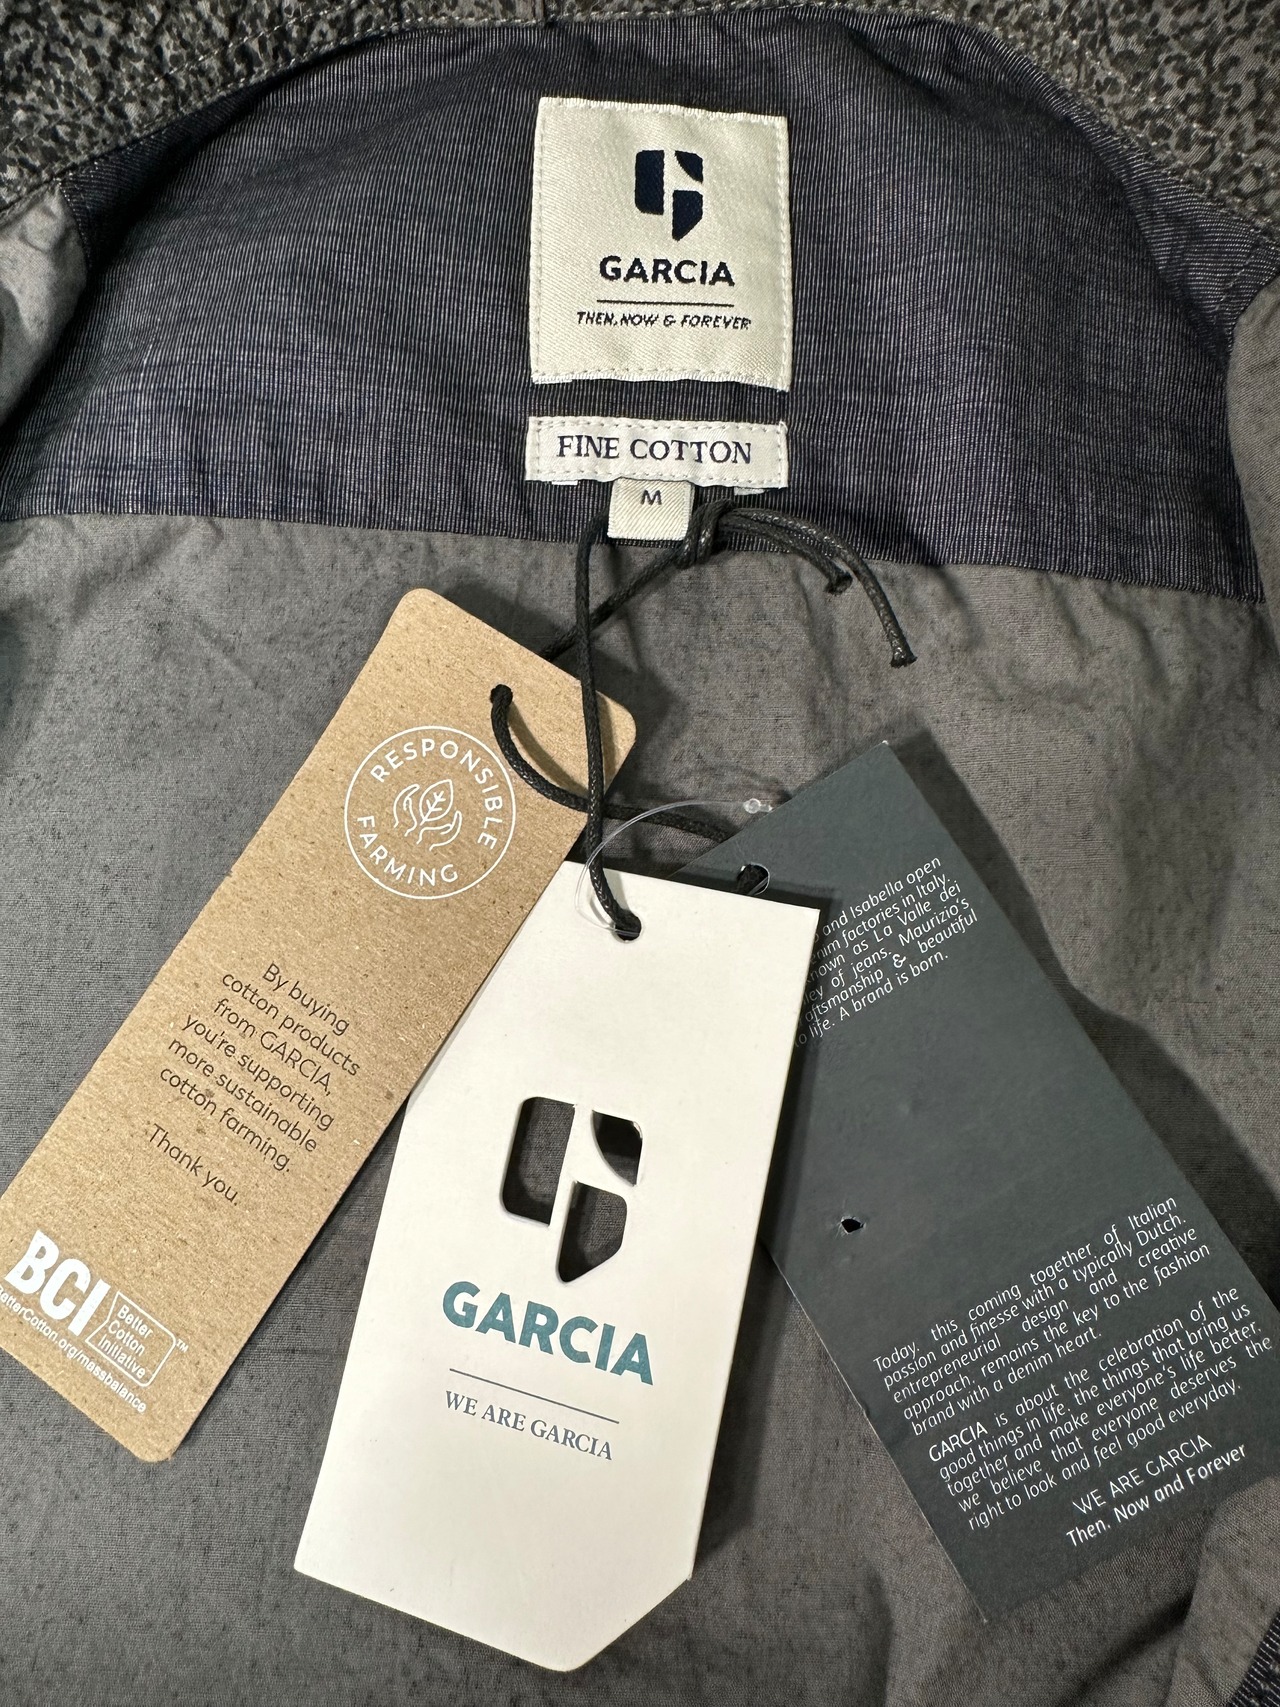 GARCIA
THEN, NOW & FOREVER
FINE COTTON
M
RESPONSIBLE
FARMING
By buying
cotton products
from GARCIA,
you're supporting
more sustainable
cotton farming.
Thank you.
BCI
Better
Cotton
Initiative
TM
BetterCotton.org/massbalance
GARCIA
WE ARE GARCIA
and Isabella open
factories in Italy.
as La Valle dei
of jeans. Maurizio's
& beautiful
life. A brand is born.
Today, this coming together of Italian
passion and finesse with a typically Dutch,
entrepreneurial design and creative
approach, remains the key to the fashion
brand with a denim heart.
GARCIA is about the celebration of the
good things in life, the things that bring us
together and make everyone's life better,
we believe that everyone deserves the
right to look and feel good everyday.
WE ARE GARCIA
Then, Now and Forever